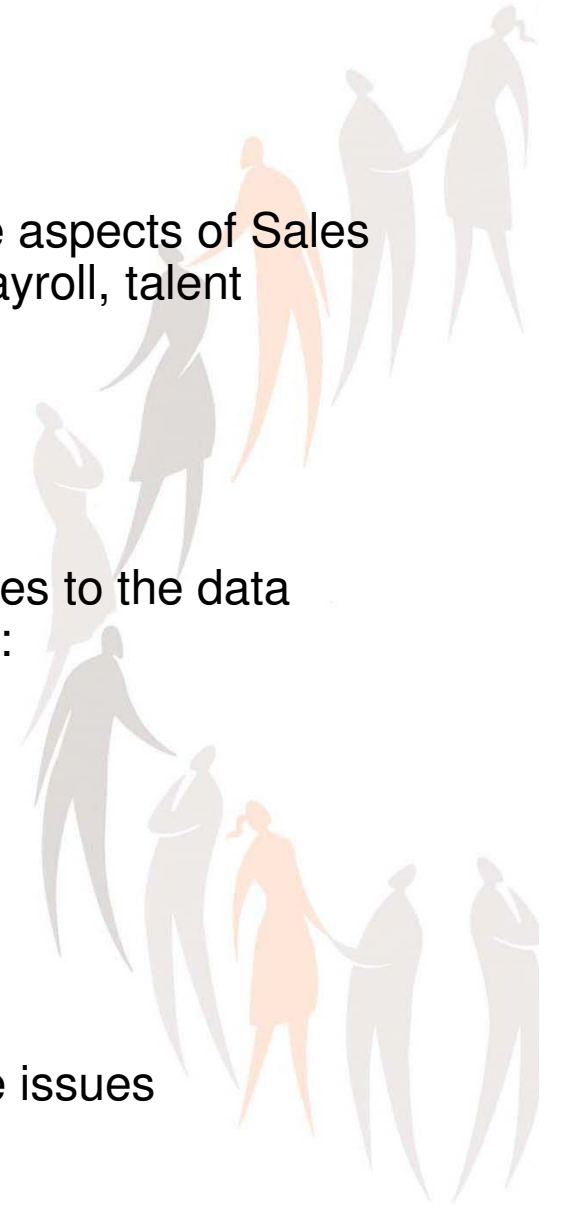 e aspects of Sales
ayroll, talent
es to the data
:
e issues